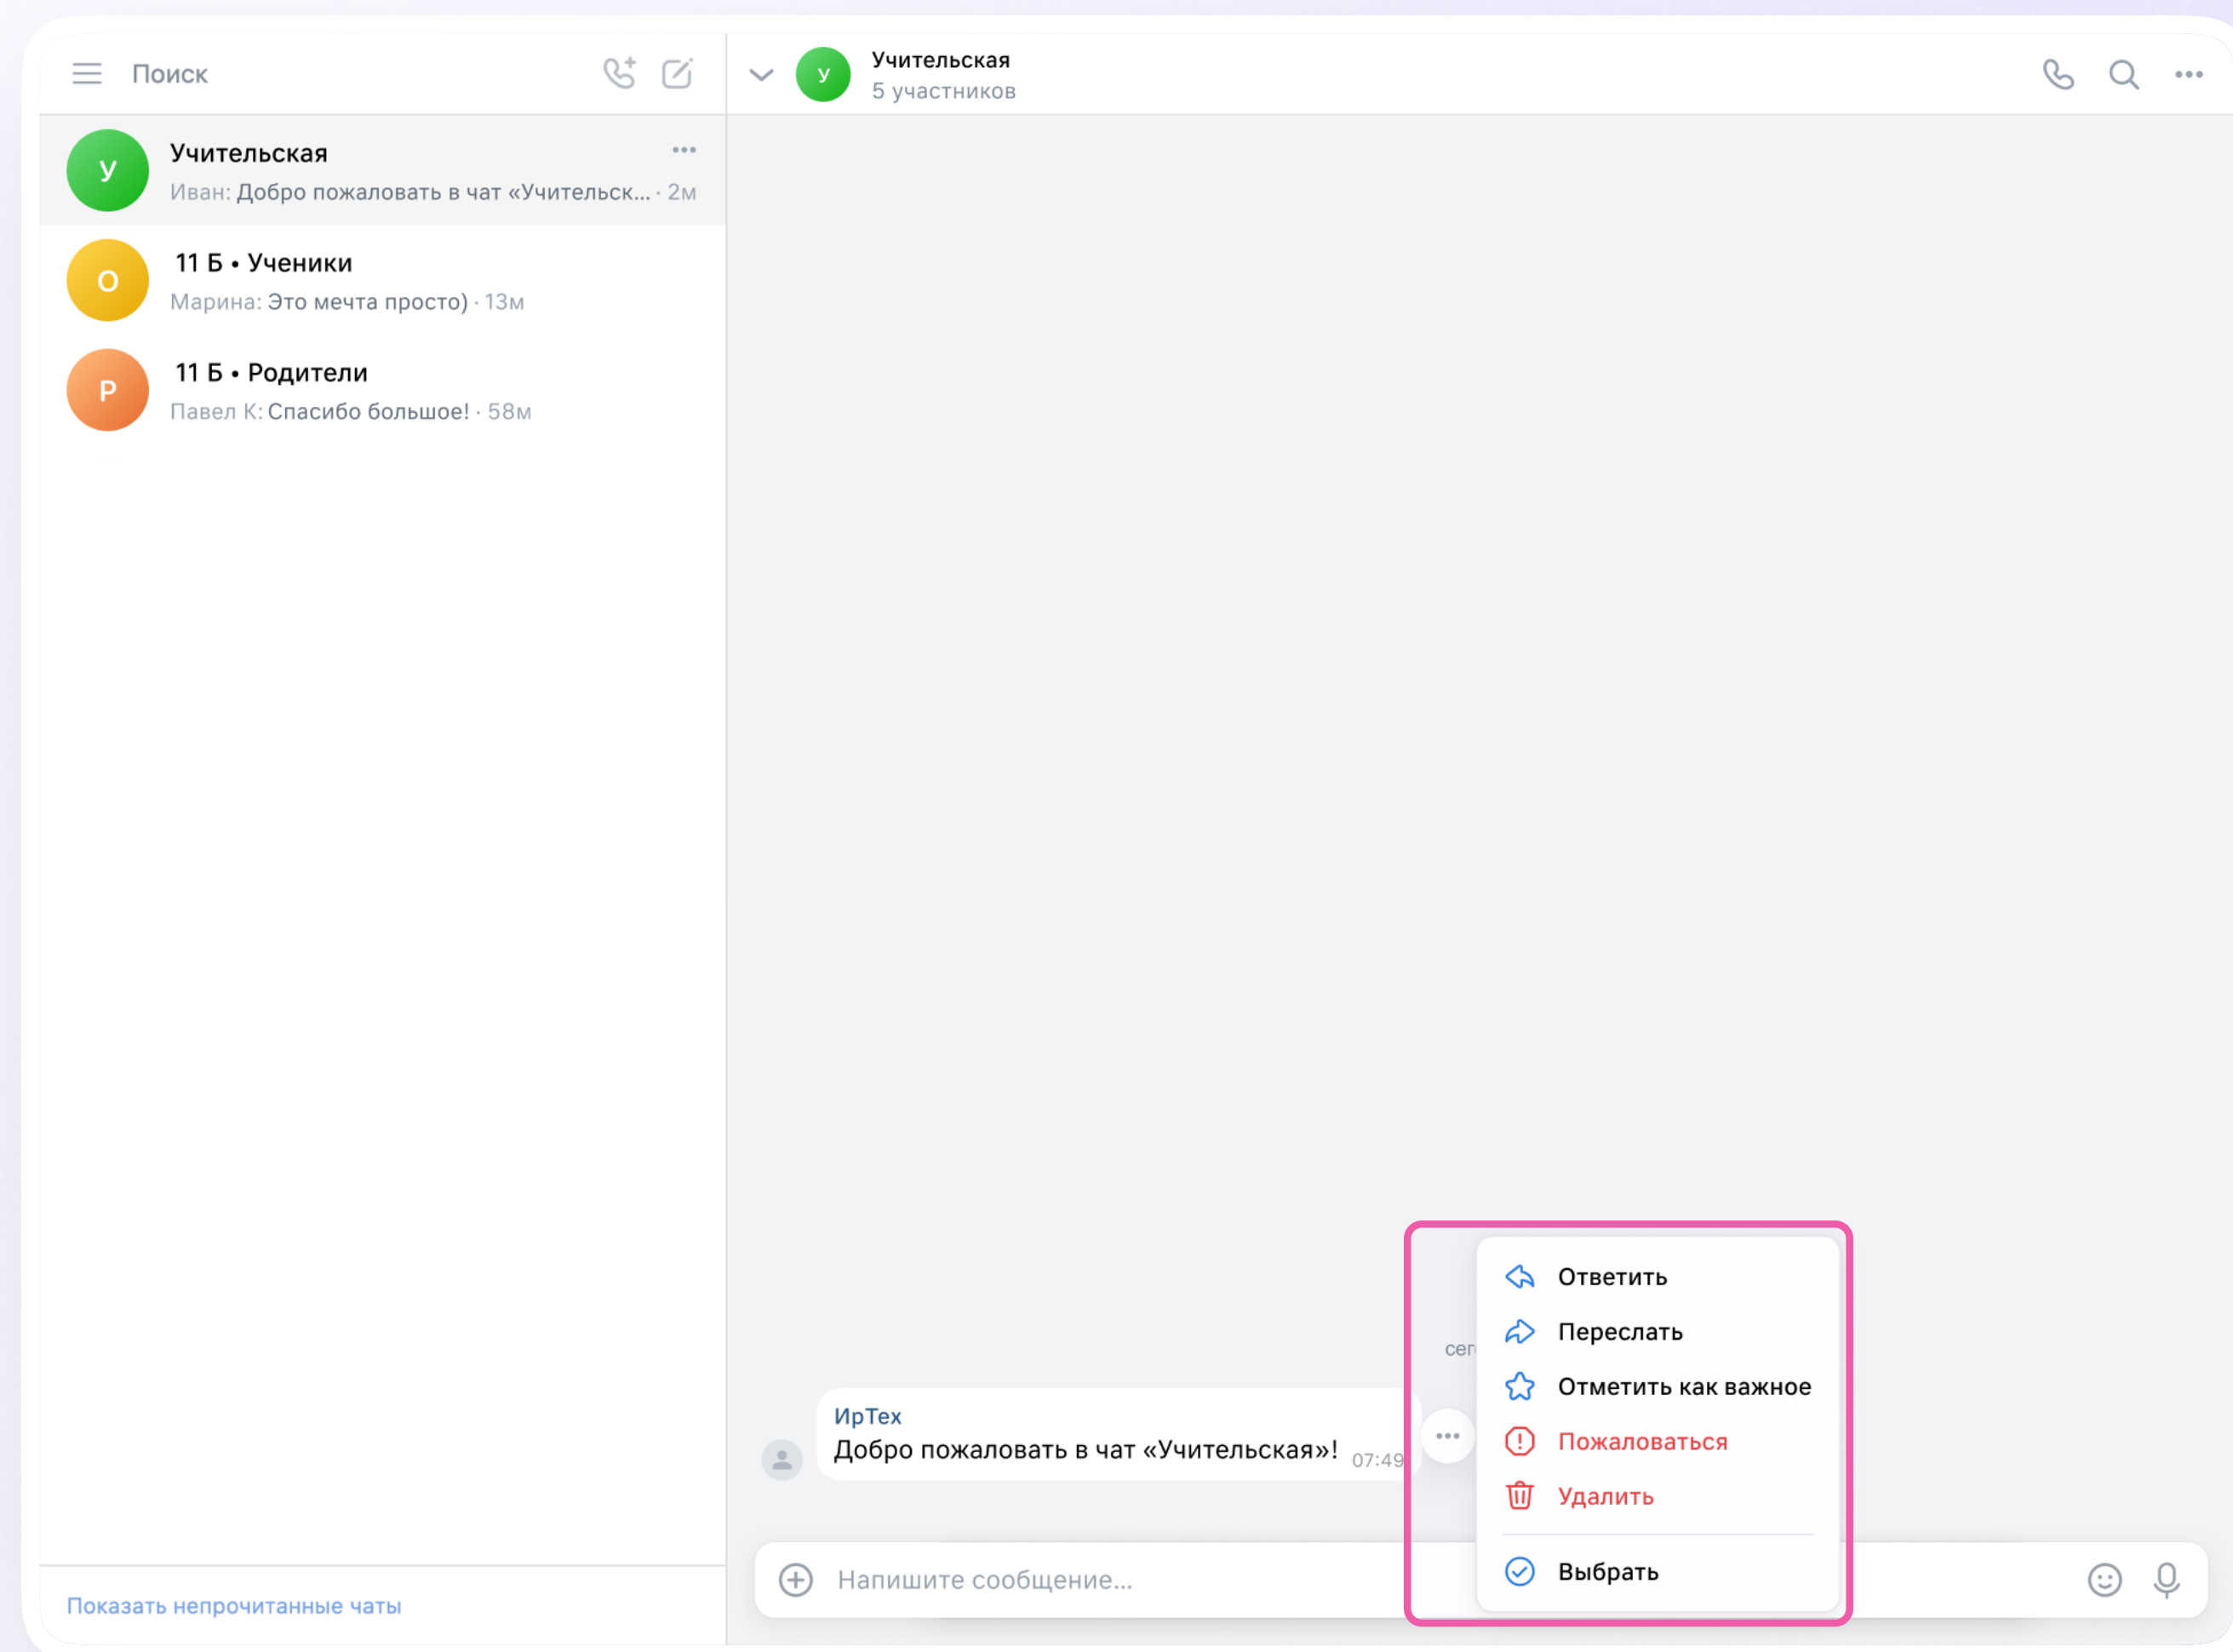 Поиск
У
Учительская
Иван: Добро пожаловать в чат «Учительск... · 2м
О
11 Б • Ученики
Марина: Это мечта просто) · 13м
Р
11 Б • Родители
Павел К: Спасибо большое! · 58м
Показать непрочитанные чаты
У
Учительская
5 участников
ИрТех
Добро пожаловать в чат «Учительская»! 07:49
Ответить
Переслать
Отметить как важное
Пожаловаться
Удалить
Выбрать
Напишите сообщение...